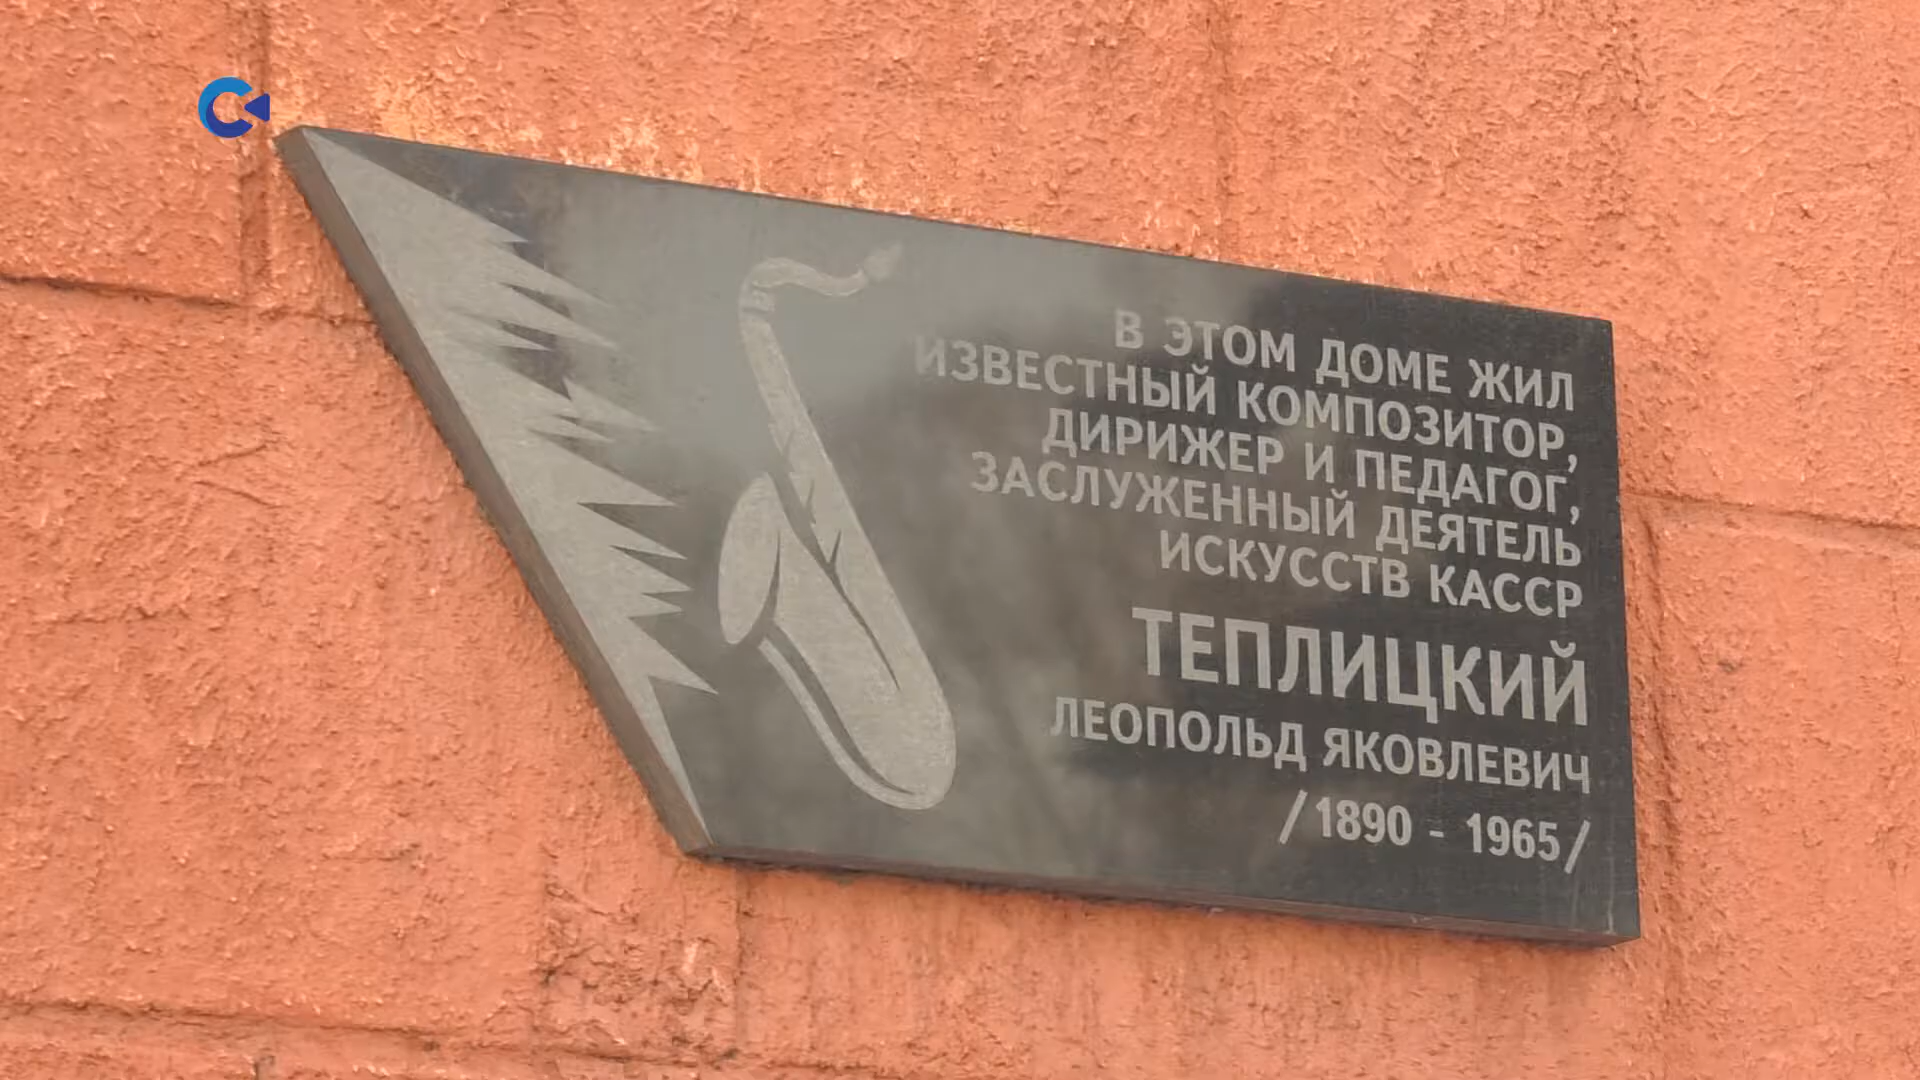 В ЭТОМ ДОМЕ ЖИЛ
ИЗВЕСТНЫЙ КОМПОЗИТОР,
ДИРИЖЕР И ПЕДАГОГ,
ЗАСЛУЖЕННЫЙ ДЕЯТЕЛЬ
ИСКУССТВ КАССР
ТЕПЛИЦКИЙ
ЛЕОПОЛЬД ЯКОВЛЕВИЧ
/1890 - 1965/